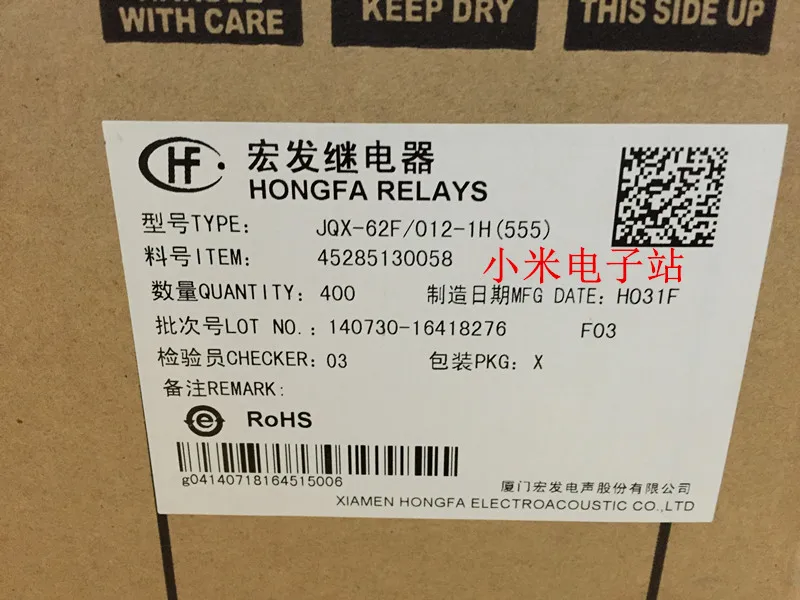 WITH CARE
KEEP DRY
THIS SIDE UP
HF
宏发继电器
HONGFA RELAYS
型号TYPE: JQX-62F/012-1H(555)
料号ITEM: 45285130058
小米电子站
数量QUANTITY: 400 制造日期MFG DATE: H031F
批次号LOT NO.: 140730-16418276 F03
检验员CHECKER: 03 包装PKG: X
备注REMARK:
e RoHS
g04140718164515006
厦门宏发电声股份有限公司
XIAMEN HONGFA ELECTROACOUSTIC CO.,LTD